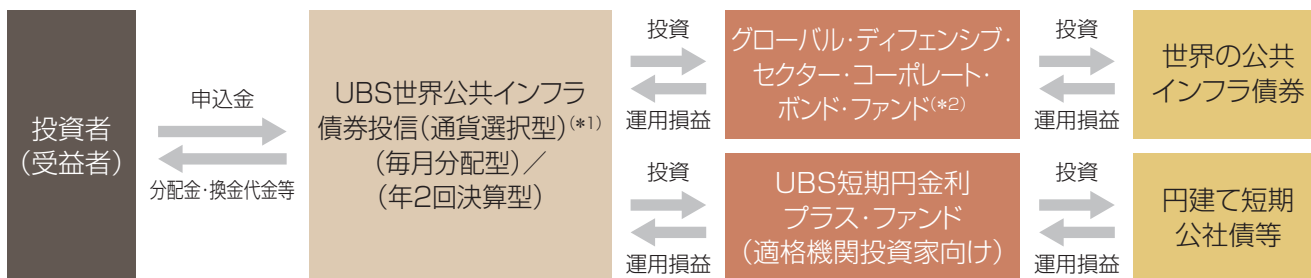 投資者
(受益者)
申込金
分配金・換金代金等
UBS世界公共インフラ
債券投信(通貨選択型)(*1)
(毎月分配型)/
(年2回決算型)
投資
運用損益
グローバル・ディフェンシブ・
セクター・コーポレート・
ボンド・ファンド(*2)
投資
運用損益
世界の公共
インフラ債券
投資
運用損益
UBS短期円金利
プラス・ファンド
(適格機関投資家向け)
投資
運用損益
円建て短期
公社債等